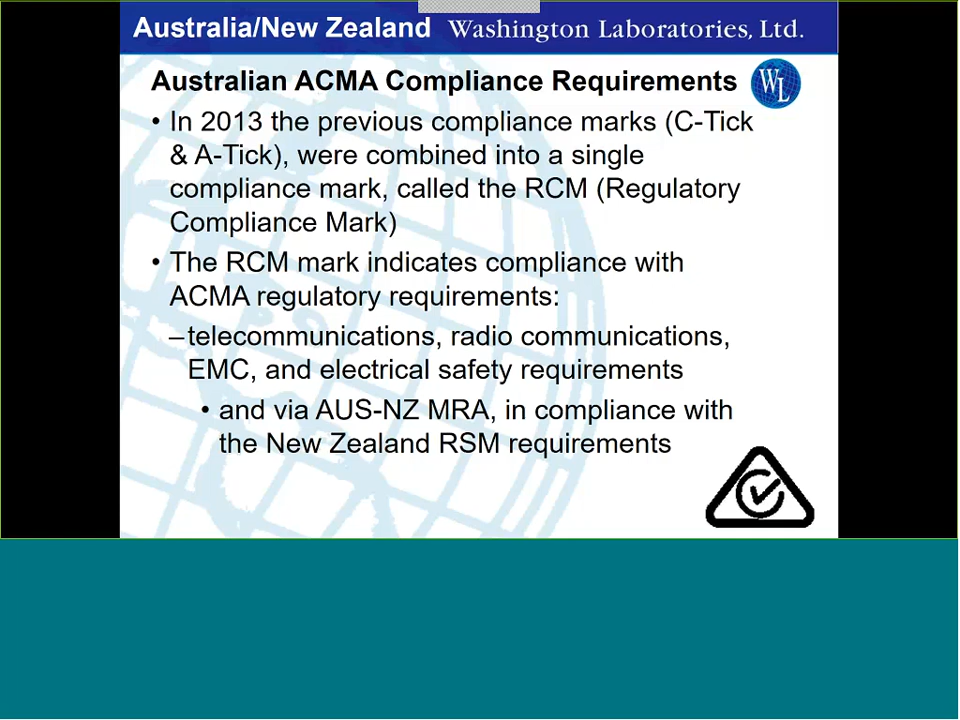 Australia/New Zealand Washington Laboratories, Ltd.
Australian ACMA Compliance Requirements
WL
• In 2013 the previous compliance marks (C-Tick
& A-Tick), were combined into a single
compliance mark, called the RCM (Regulatory
Compliance Mark)
• The RCM mark indicates compliance with
ACMA regulatory requirements:
–telecommunications, radio communications,
EMC, and electrical safety requirements
• and via AUS-NZ MRA, in compliance with
the New Zealand RSM requirements